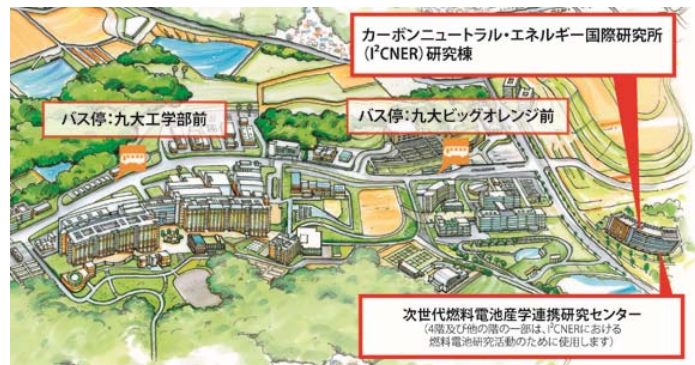 カーボンニュートラル・エネルギー国際研究所
(I²CNER)研究棟
バス停:九大工学部前
バス停:九大ビッグオレンジ前
次世代燃料電池産学連携研究センター
(4階及び他の階の一部は、I²CNERにおける
燃料電池研究活動のために使用します)